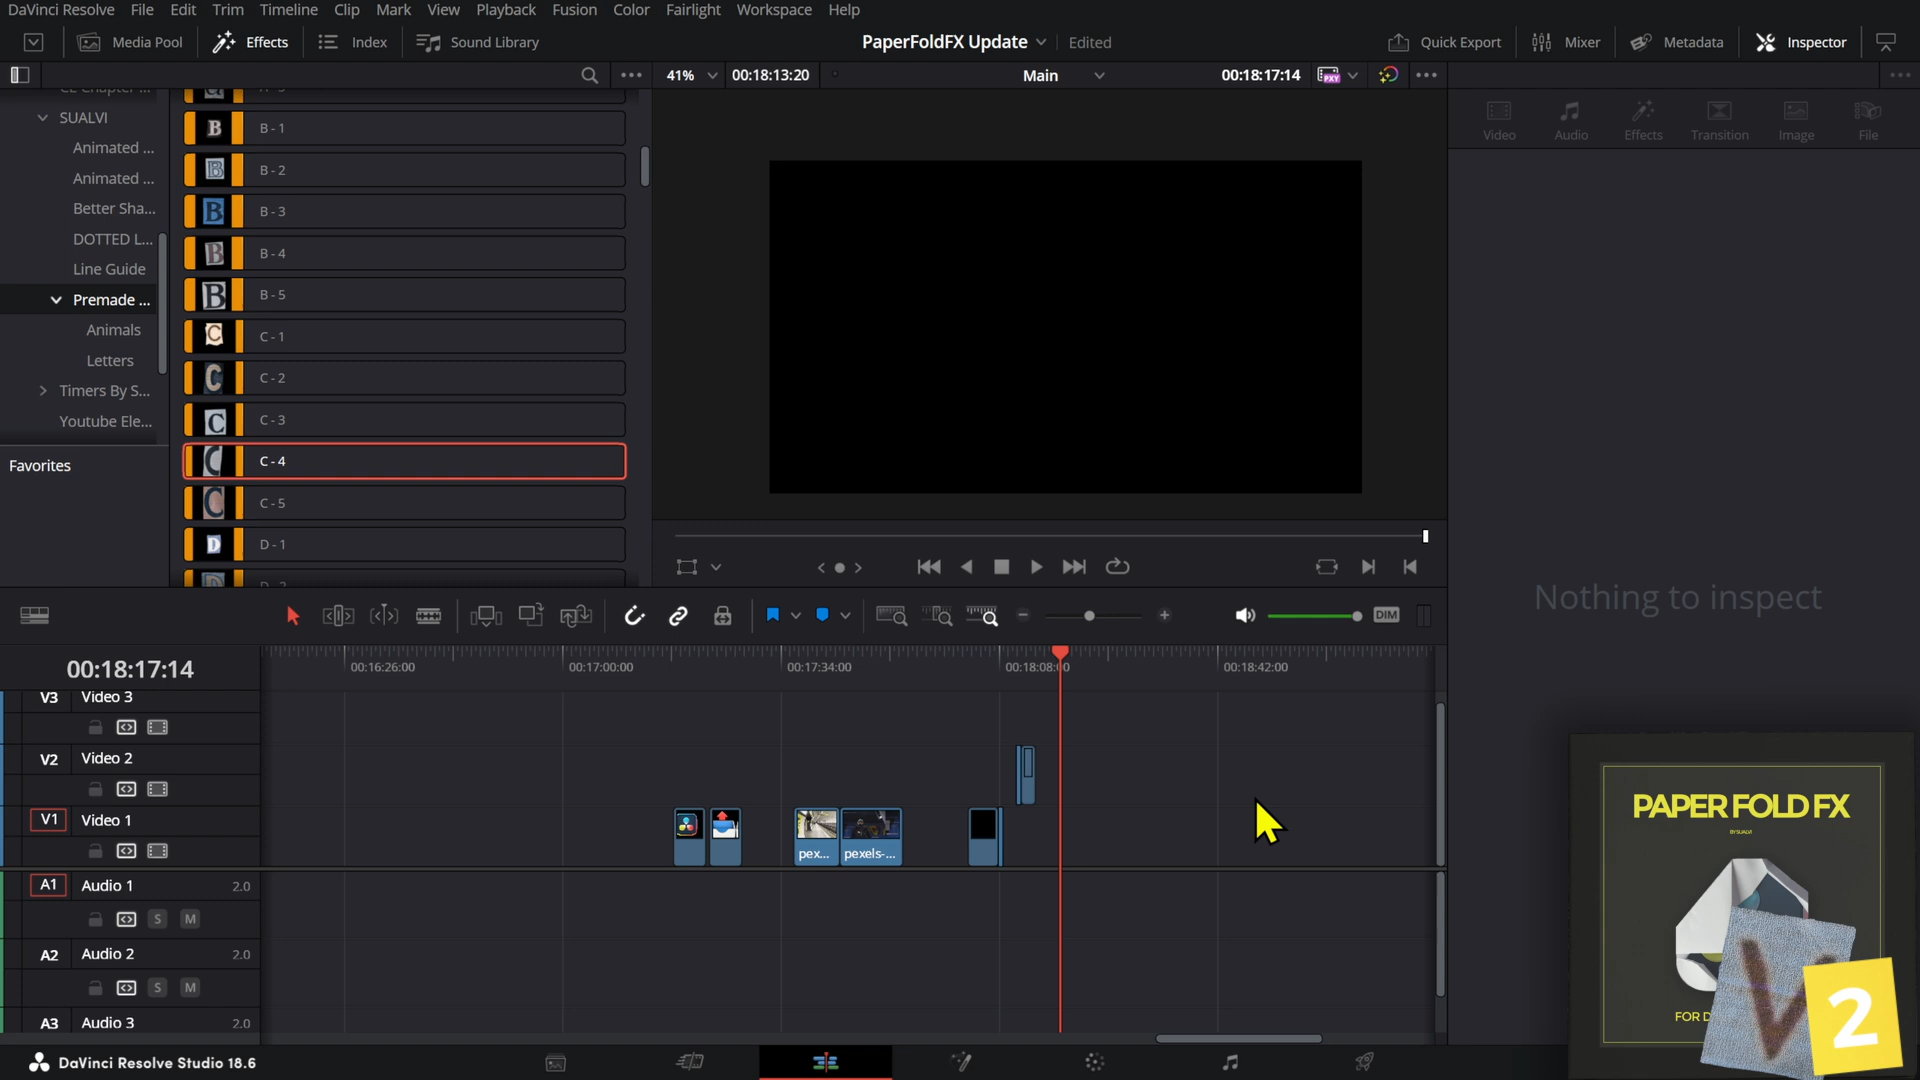 DaVinci Resolve File Edit Trim Timeline Clip Mark View Playback Fusion Color Fairlight Workspace Help
Media Pool Effects Index Sound Library PaperFoldFX Update Edited Quick Export Mixer Metadata Inspector
41% 00:18:13:20 Main 00:18:17:14 PXY
SUALVI
Animated ...
Animated ...
Better Sha...
DOTTED L...
Line Guide
Premade ...
Animals
Letters
Timers By S...
Youtube Ele...
Favorites
B B - 1
B B - 2
B B - 3
B B - 4
B B - 5
C C - 1
C C - 2
C C - 3
C C - 4
C C - 5
D D - 1
Video Audio Effects Transition Image File
Nothing to inspect
DIM
00:18:17:14
00:16:26:00 00:17:00:00 00:17:34:00 00:18:08:00 00:18:42:00
V3 Video 3
V2 Video 2
V1 Video 1
pex... pexels-...
A1 Audio 1 2.0
S M
A2 Audio 2 2.0
S M
A3 Audio 3 2.0
PAPER FOLD FX
BY SUALVI
FOR D
V
2
DaVinci Resolve Studio 18.6